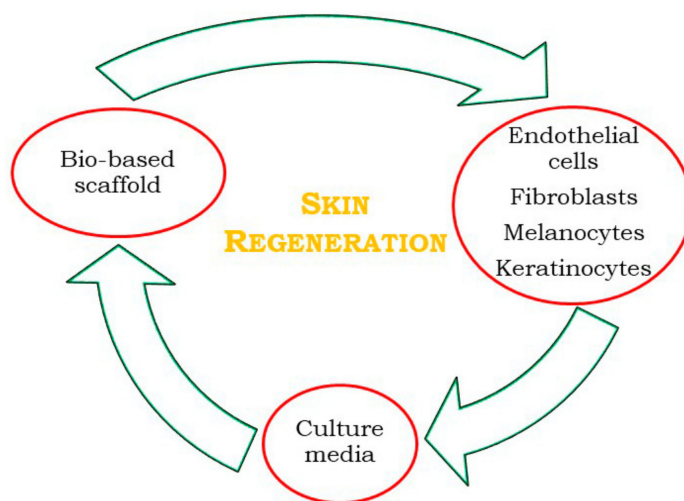 Bio-based
scaffold
Endothelial
cells
Fibroblasts
Melanocytes
Keratinocytes
SKIN
REGENERATION
Culture
media